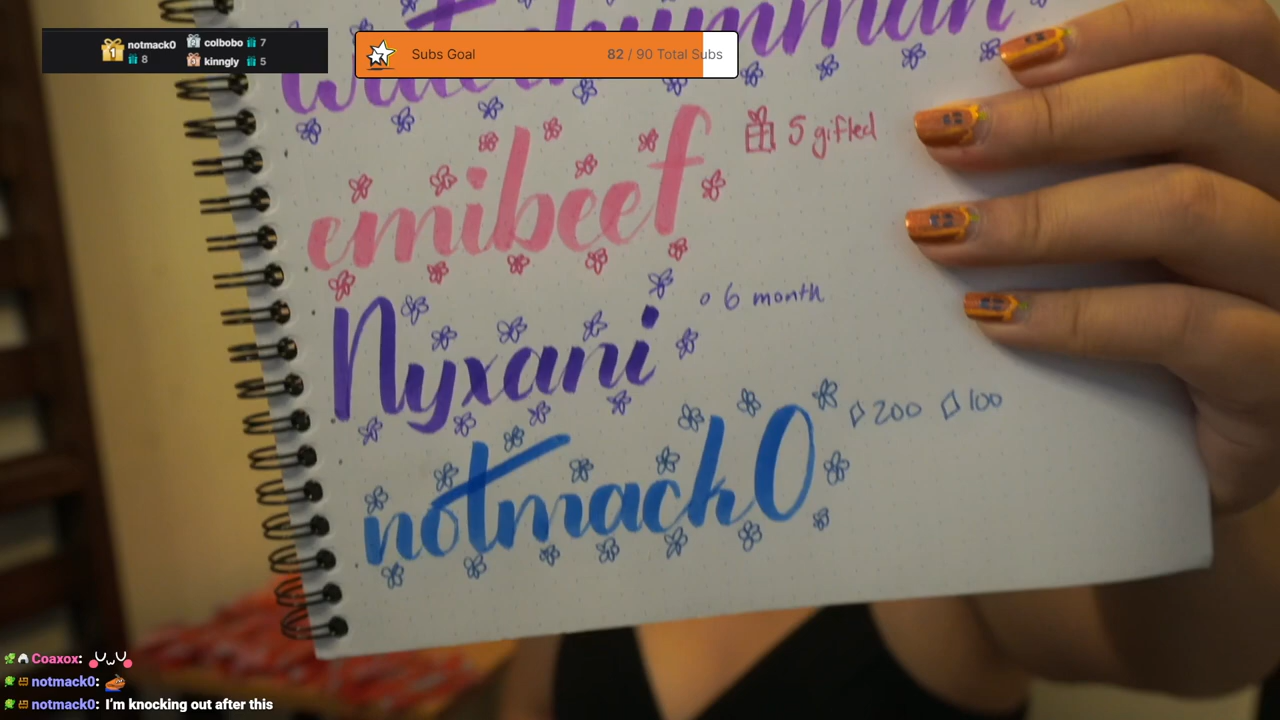 notmack0
8
1
colbobo 7
kinngly 5
Subs Goal 82 / 90 Total Subs
emibeef 5 gifted
Nyxani 6 month
notmack0 200 100
Coaxox:
notmack0:
notmack0: I'm knocking out after this